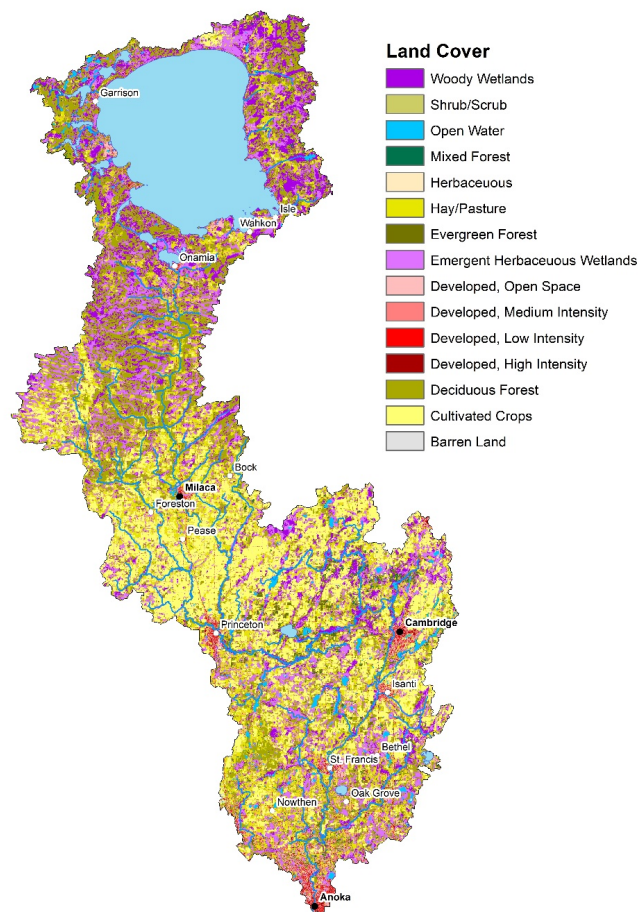 Land Cover
Woody Wetlands
Shrub/Scrub
Open Water
Mixed Forest
Herbaceuous
Hay/Pasture
Evergreen Forest
Emergent Herbaceuous Wetlands
Developed, Open Space
Developed, Medium Intensity
Developed, Low Intensity
Developed, High Intensity
Deciduous Forest
Cultivated Crops
Barren Land
Garrison
Isle
Wahkon
Onamia
Bock
Milaca
Foreston
Pease
Princeton
Cambridge
Isanti
Bethel
St. Francis
Oak Grove
Nowthen
Anoka